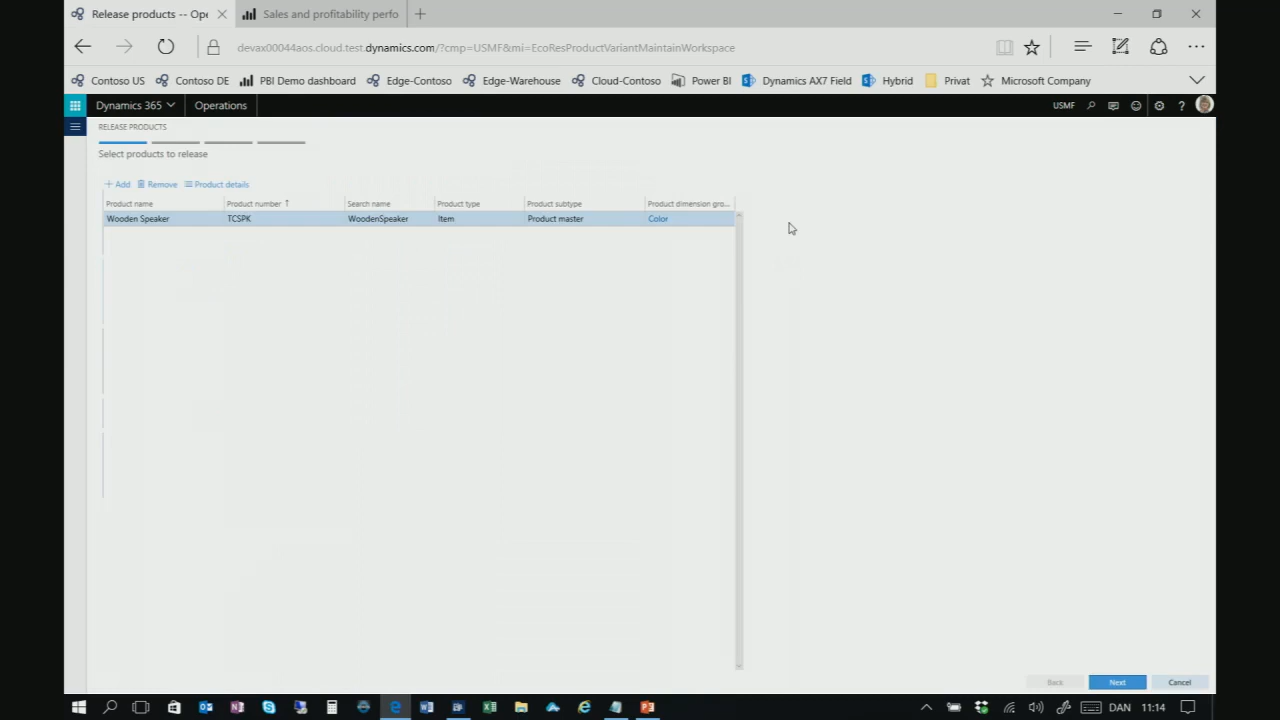 Release products -- Ope
Sales and profitability perfo
devax00044aos.cloud.test.dynamics.com/?cmp=USMF&mi=EcoResProductVariantMaintainWorkspace
Contoso US Contoso DE PBI Demo dashboard Edge-Contoso Edge-Warehouse Cloud-Contoso Power BI Dynamics AX7 Field Hybrid Privat Microsoft Company
Dynamics 365 Operations USMF ?
RELEASE PRODUCTS
Select products to release
+ Add Remove Product details
Product name Product number ↑ Search name Product type Product subtype Product dimension gro...
Wooden Speaker TCSPK WoodenSpeaker Item Product master Color
Back Next Cancel
DAN 11:14